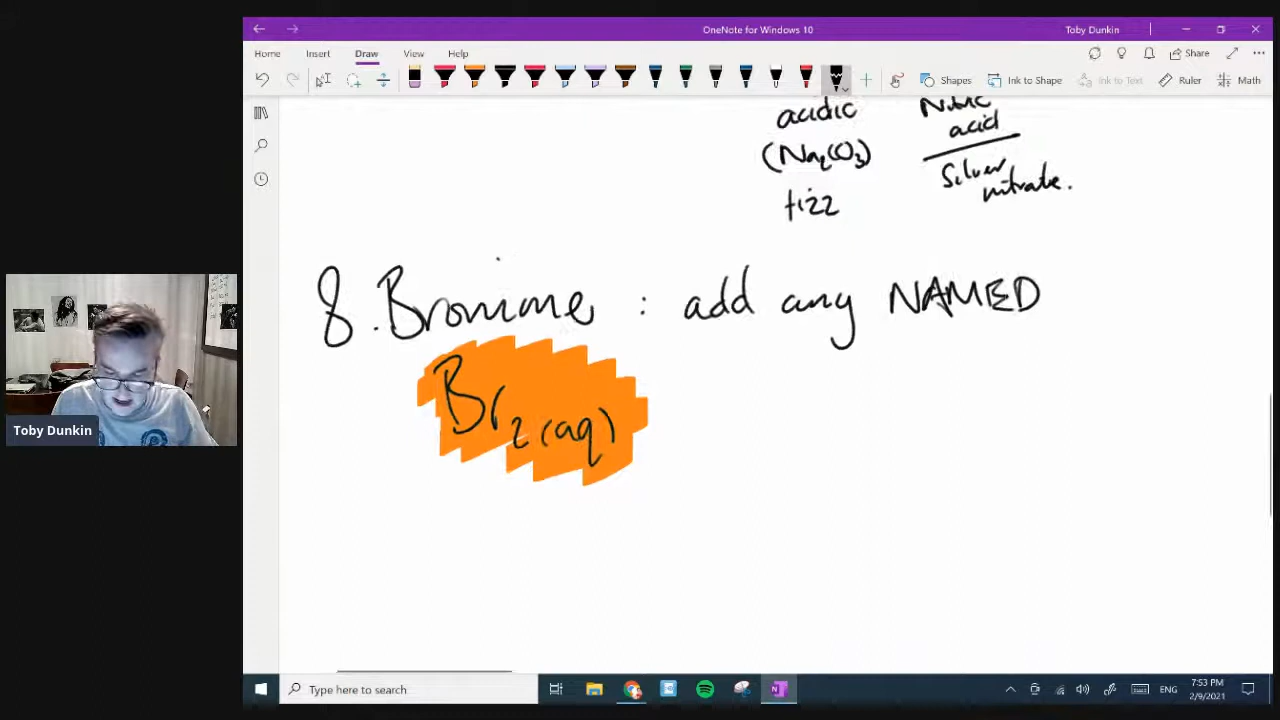 OneNote for Windows 10
Toby Dunkin
Home Insert Draw View Help
Share
Shapes Ink to Shape Ink to Text Ruler Math
acidic
(Na2CO3)
fizz
Nitric
acid
Silver
nitrate.
8. Bromine : add any NAMED
Br2(aq)
Toby Dunkin
Type here to search
ENG
7:53 PM
2/9/2021